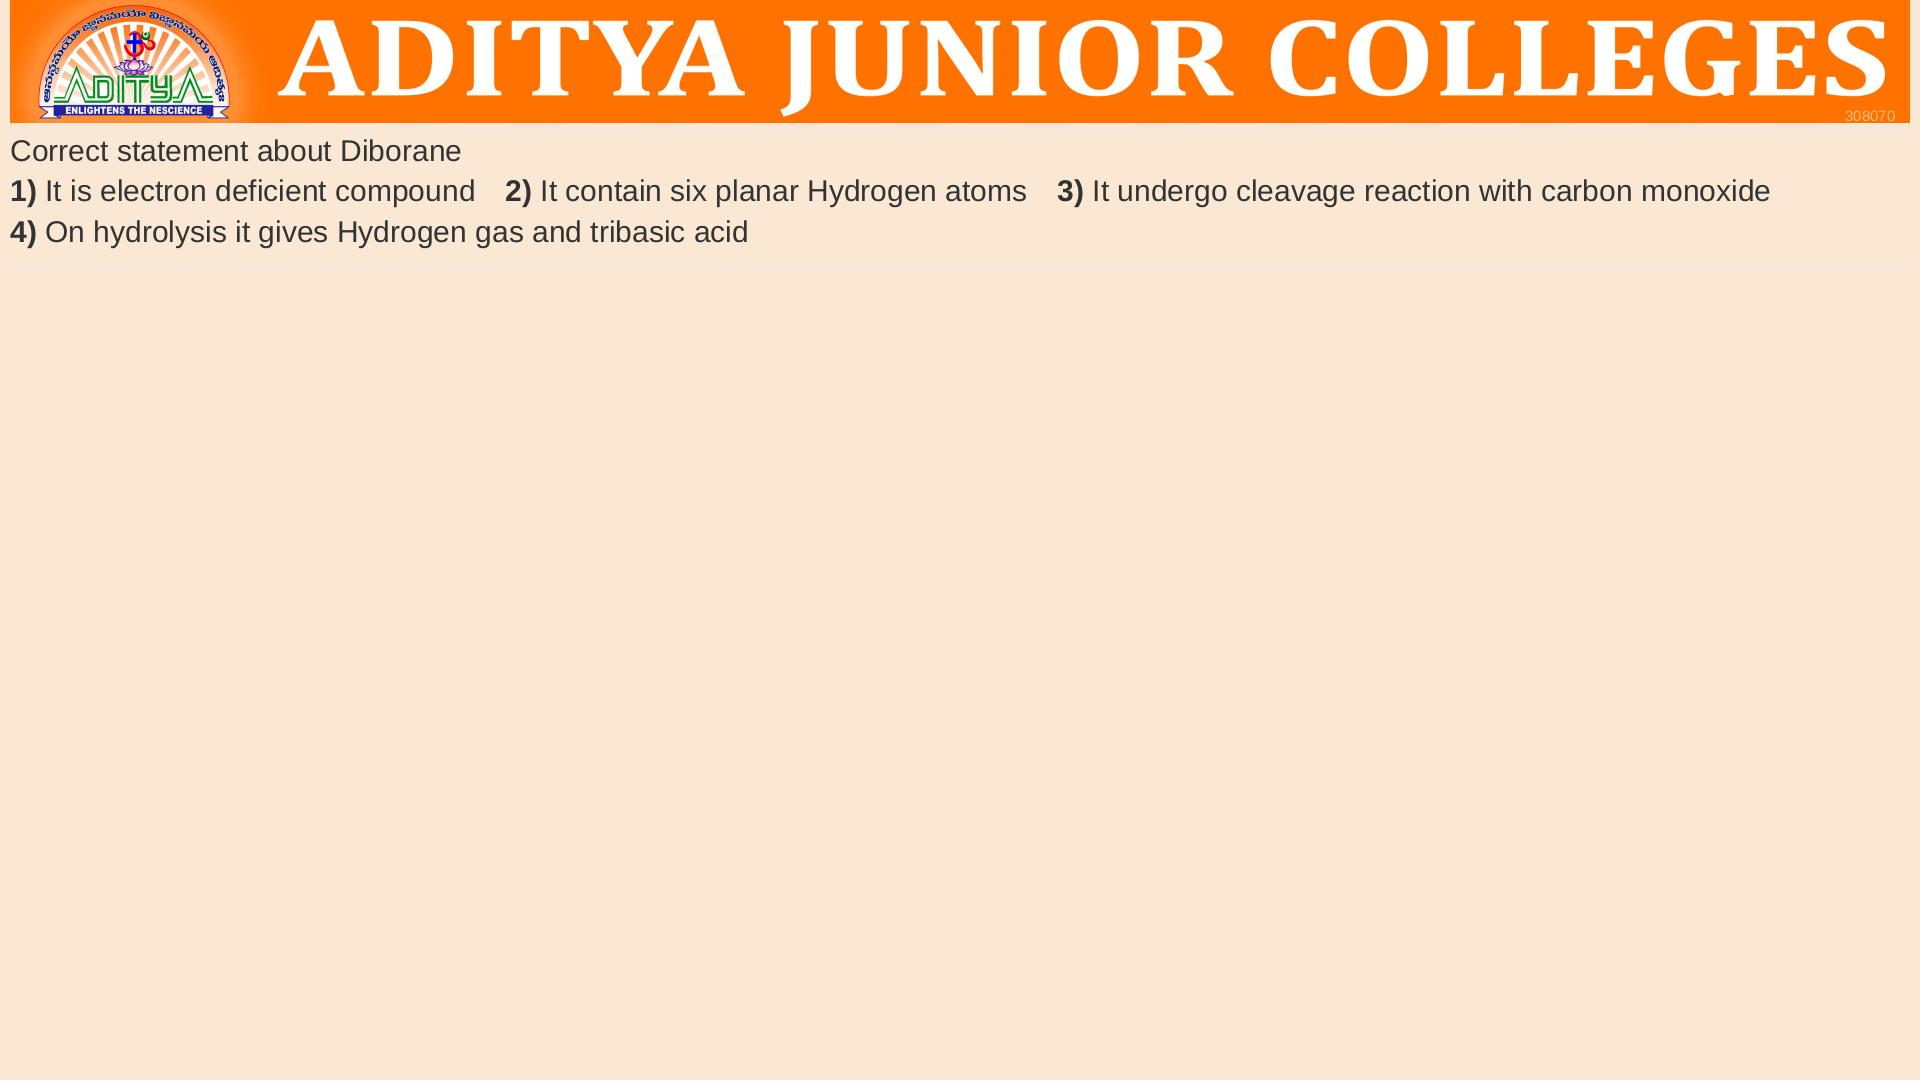 ADITYA JUNIOR COLLEGES
ADITYA
ENLIGHTENS THE NESCIENCE
308070
Correct statement about Diborane
1) It is electron deficient compound 2) It contain six planar Hydrogen atoms 3) It undergo cleavage reaction with carbon monoxide
4) On hydrolysis it gives Hydrogen gas and tribasic acid